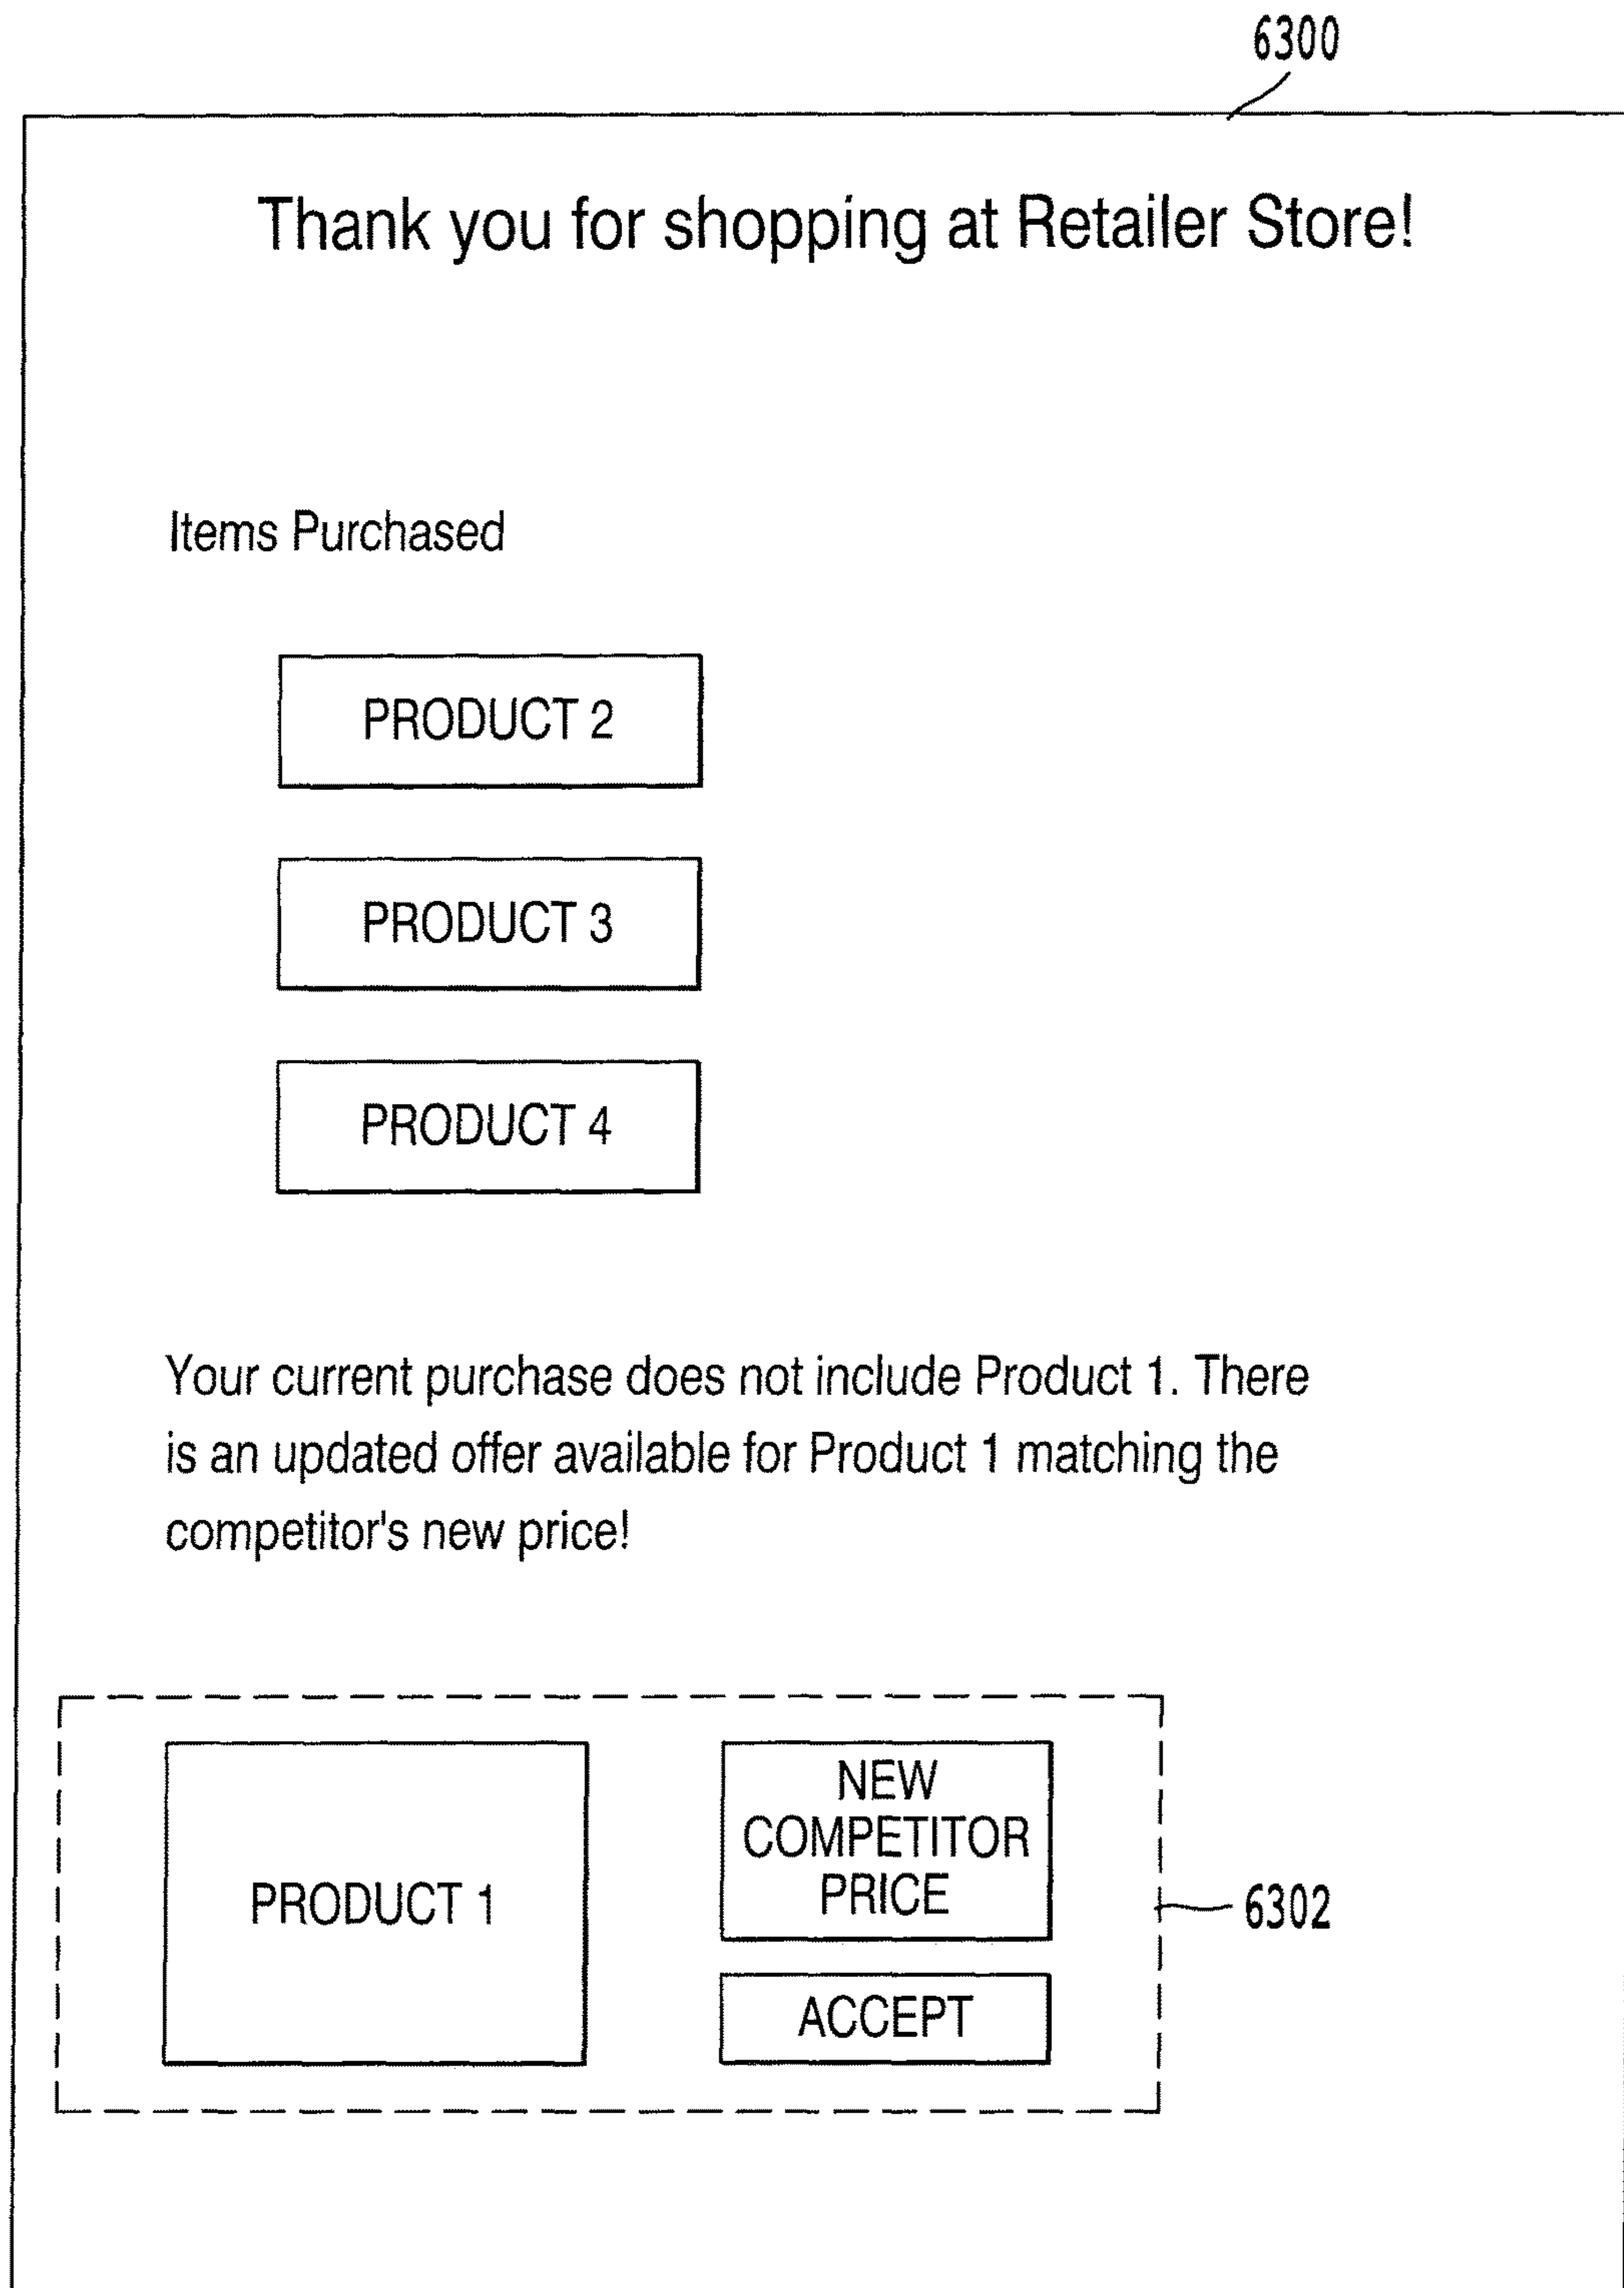 6300
Thank you for shopping at Retailer Store!
Items Purchased
PRODUCT 2
PRODUCT 3
PRODUCT 4
Your current purchase does not include Product 1. There
is an updated offer available for Product 1 matching the
competitor's new price!
PRODUCT 1
NEW
COMPETITOR
PRICE
ACCEPT
6302